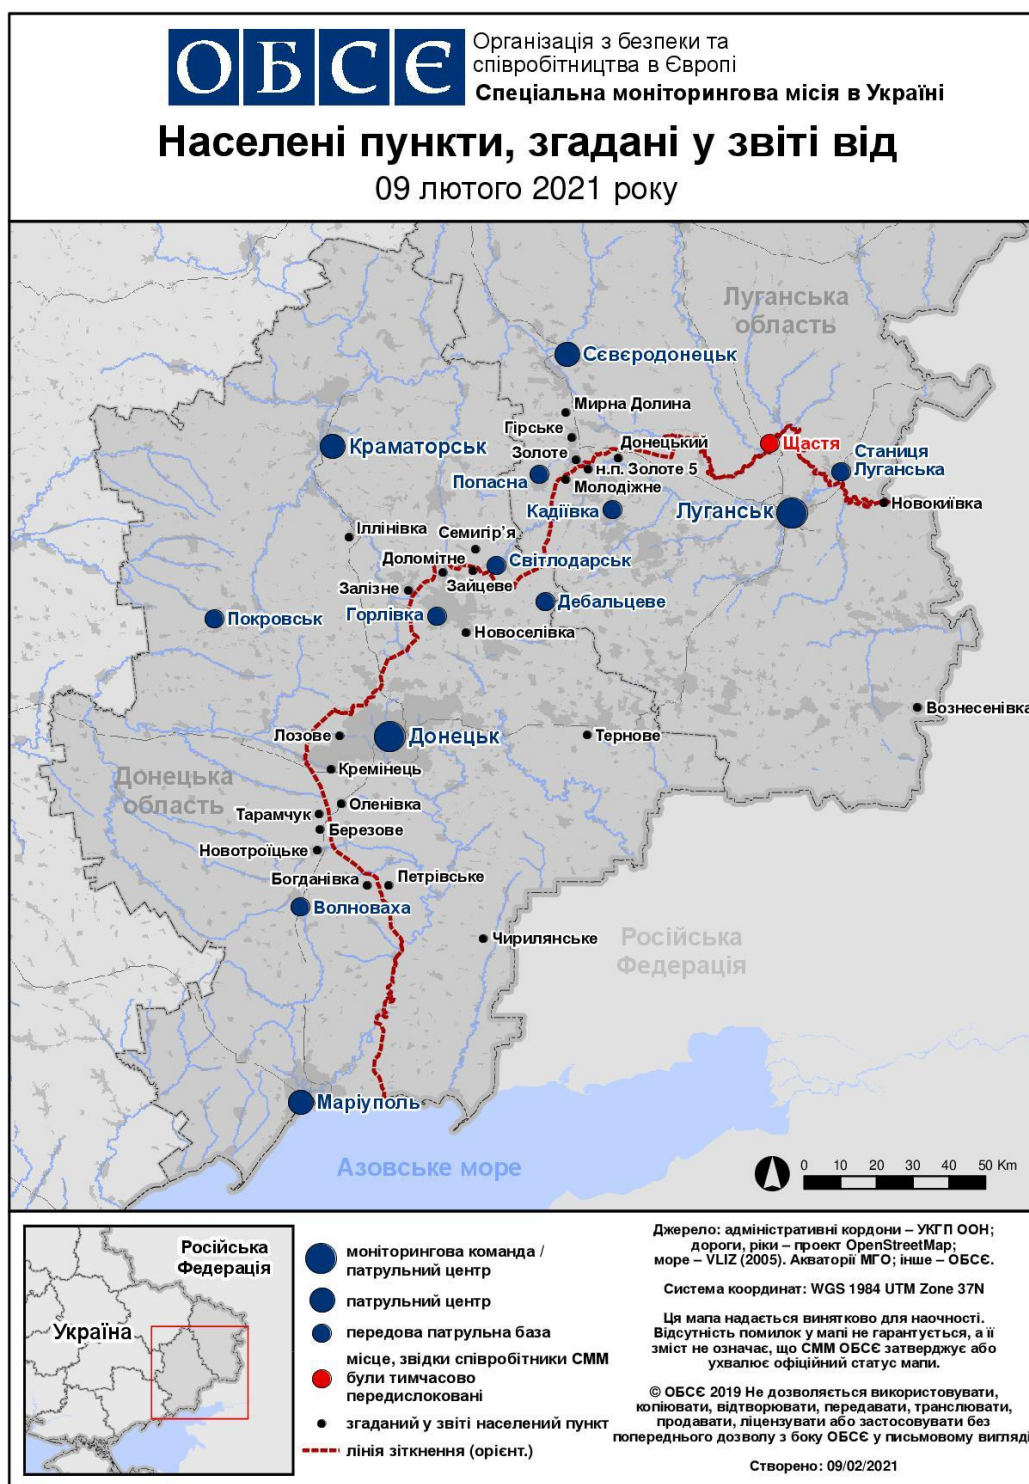 ОБСЄ
Організація з безпеки та
співробітництва в Європі
Спеціальна моніторингова місія в Україні
Населені пункти, згадані у звіті від
09 лютого 2021 року
Луганська
область
Сєвєродонецьк
Мирна Долина
Гірське
Донецький
Золоте
н.п. Золоте 5
Щастя
Станиця
Луганська
Краматорськ
Попасна
Молодіжне
Кадіївка
Луганськ
Новокиївка
Іллінівка
Семигір’я
Доломітне
Світлодарськ
Зайцеве
Залізне
Дебальцеве
Горлівка
Покровськ
Новоселівка
Вознесенівка
Лозове
Донецьк
Тернове
Кремінець
Донецька
область
Оленівка
Тарамчук
Березове
Новотроїцьке
Богданівка
Петрівське
Волноваха
Чирилянське
Російська
Федерація
Маріуполь
Азовське море
0 10 20 30 40 50 Km
Російська
Федерація
Україна
моніторингова команда /
патрульний центр
патрульний центр
передова патрульна база
місце, звідки співробітники СММ
були тимчасово
передислоковані
згаданий у звіті населений пункт
лінія зіткнення (орієнт.)
Джерело: адміністративні кордони – УКГП ООН;
дороги, ріки – проект OpenStreetMap;
море – VLIZ (2005). Акваторії МГО; інше – ОБСЄ.
Система координат: WGS 1984 UTM Zone 37N
Ця мапа надається винятково для наочності.
Відсутність помилок у мапі не гарантується, а її
зміст не означає, що СММ ОБСЄ затверджує або
ухвалює офіційний статус мапи.
© ОБСЄ 2019 Не дозволяється використовувати,
копіювати, відтворювати, передавати, транслювати,
продавати, ліцензувати або застосовувати без
попереднього дозволу з боку ОБСЄ у письмовому вигляді
Створено: 09/02/2021